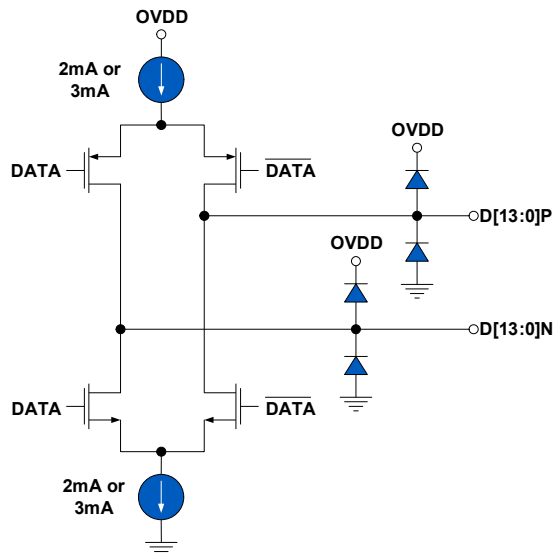 OVDD
2mA or
3mA
OVDD
DATA
DATA
D[13:0]P
OVDD
D[13:0]N
DATA
DATA
2mA or
3mA